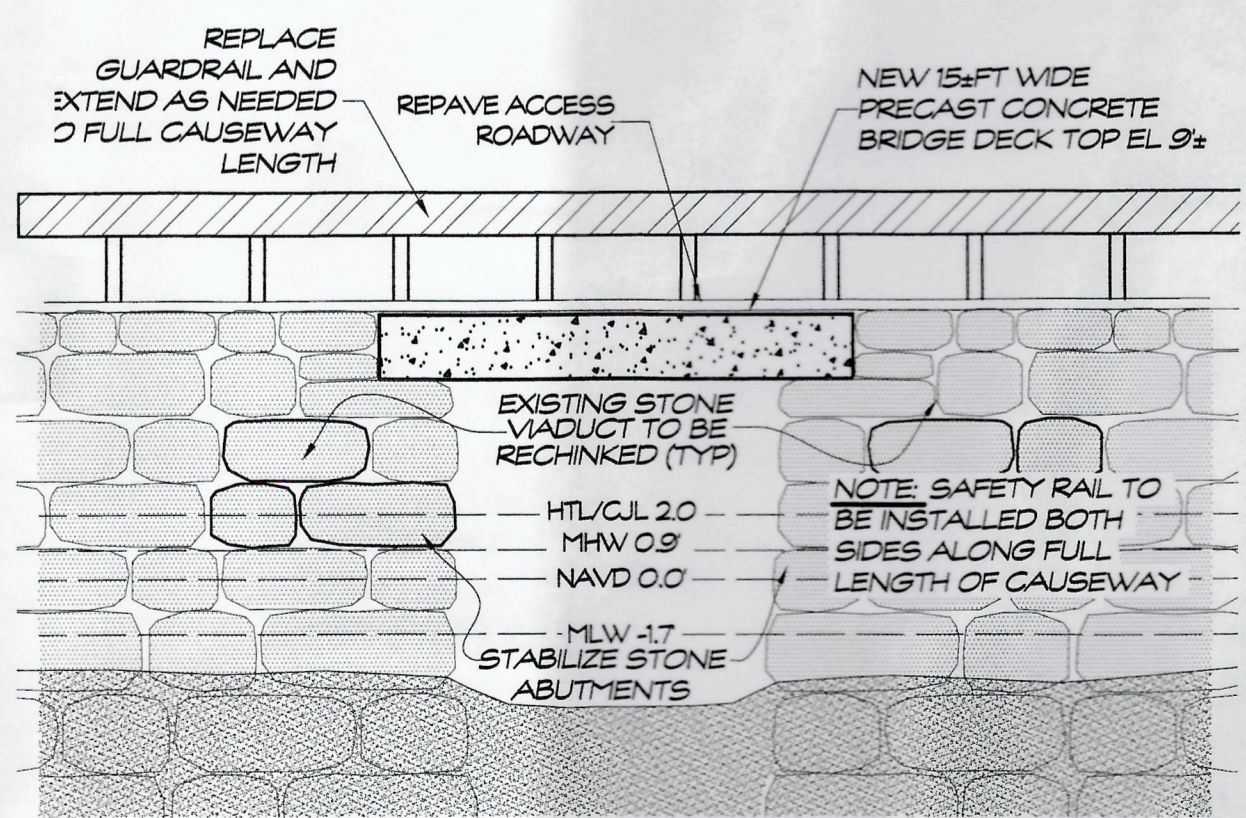 REPLACE
GUARDRAIL AND
EXTEND AS NEEDED
O FULL CAUSEWAY
LENGTH
REPAVE ACCESS
ROADWAY
NEW 15±FT WIDE
PRECAST CONCRETE
BRIDGE DECK TOP EL 9'±
EXISTING STONE
VIADUCT TO BE
RECHINKED (TYP)
HTL/CJL 2.0
MHW 0.9'
NAVD 0.0'
MLW -1.7
STABILIZE STONE
ABUTMENTS
NOTE: SAFETY RAIL TO
BE INSTALLED BOTH
SIDES ALONG FULL
LENGTH OF CAUSEWAY